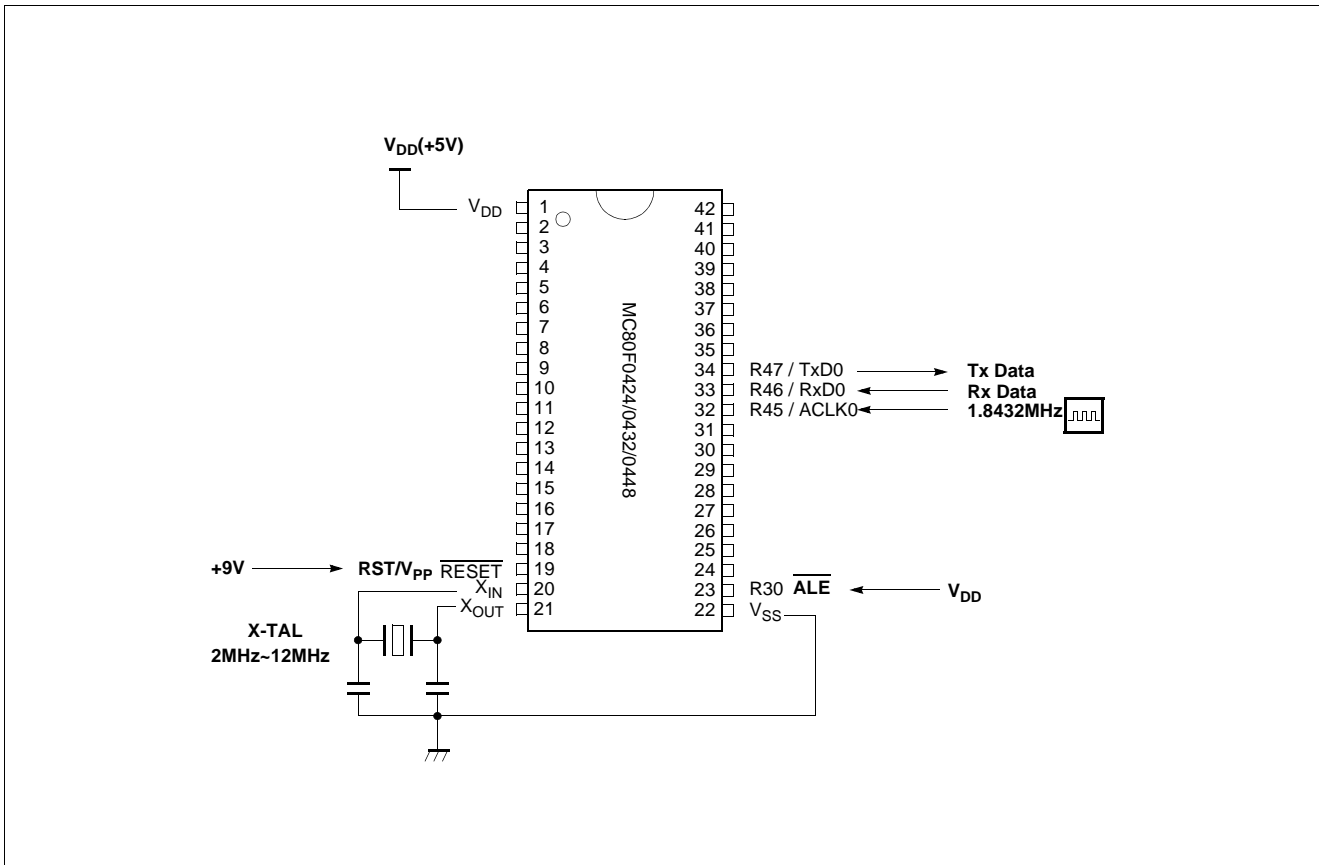 VDD(+5V)
VDD
1 42
2 41
3 40
4 39
5 38
6 37
7 36
8 35
9 34 R47 / TxD0 Tx Data
10 33 R46 / RxD0 Rx Data
11 32 R45 / ACLK0 1.8432MHz
12 31
13 30
14 29
15 28
16 27
17 26
18 25
+9V RST/VPP RESET 19 24
XIN 20 23 R30 ALE VDD
XOUT 21 22 VSS
MC80F0424/0432/0448
X-TAL
2MHz~12MHz